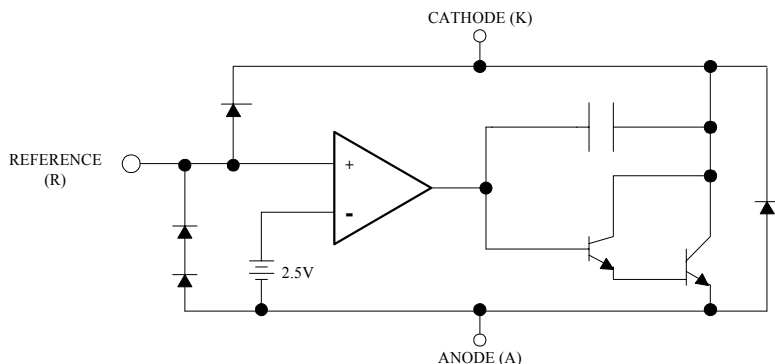 CATHODE (K)
REFERENCE
(R)
+
-
2.5V
ANODE (A)